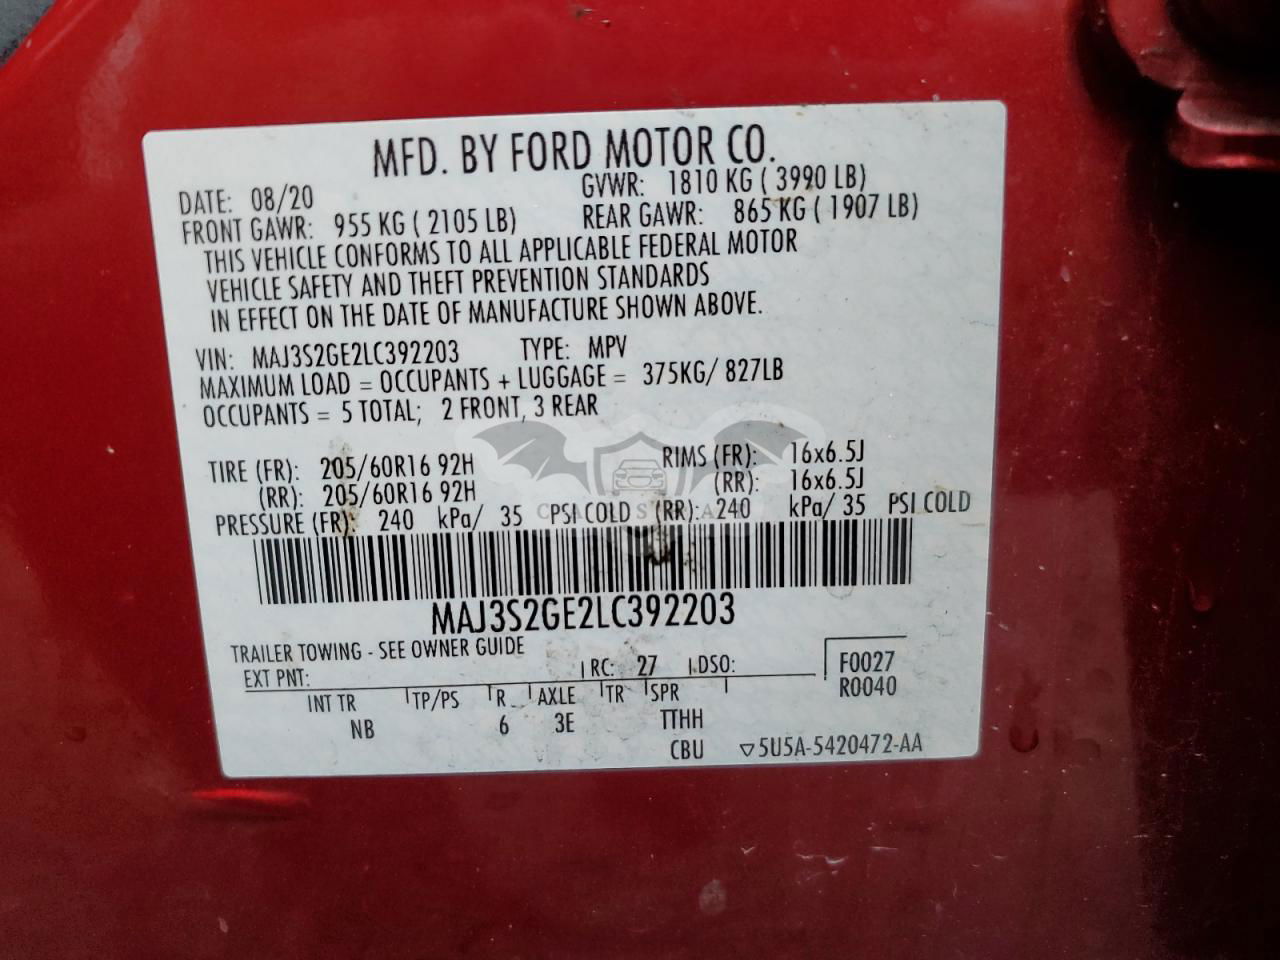 MFD. BY FORD MOTOR CO.
DATE: 08/20 GVWR: 1810 KG ( 3990 LB)
FRONT GAWR: 955 KG ( 2105 LB) REAR GAWR: 865 KG ( 1907 LB)
THIS VEHICLE CONFORMS TO ALL APPLICABLE FEDERAL MOTOR
VEHICLE SAFETY AND THEFT PREVENTION STANDARDS
IN EFFECT ON THE DATE OF MANUFACTURE SHOWN ABOVE.
VIN: MAJ3S2GE2LC392203 TYPE: MPV
MAXIMUM LOAD = OCCUPANTS + LUGGAGE = 375KG/ 827LB
OCCUPANTS = 5 TOTAL; 2 FRONT, 3 REAR
TIRE (FR): 205/60R16 92H RIMS (FR): 16x6.5J
(RR): 205/60R16 92H (RR): 16x6.5J
PRESSURE (FR): 240 kPa/ 35 PSI COLD (RR): 240 kPa/ 35 PSI COLD
MAJ3S2GE2LC392203
TRAILER TOWING - SEE OWNER GUIDE
EXT PNT: RC: 27 DSO: F0027
R0040
INT TR TP/PS R AXLE TR SPR
NB 6 3E TTHH
CBU 5U5A-5420472-AA